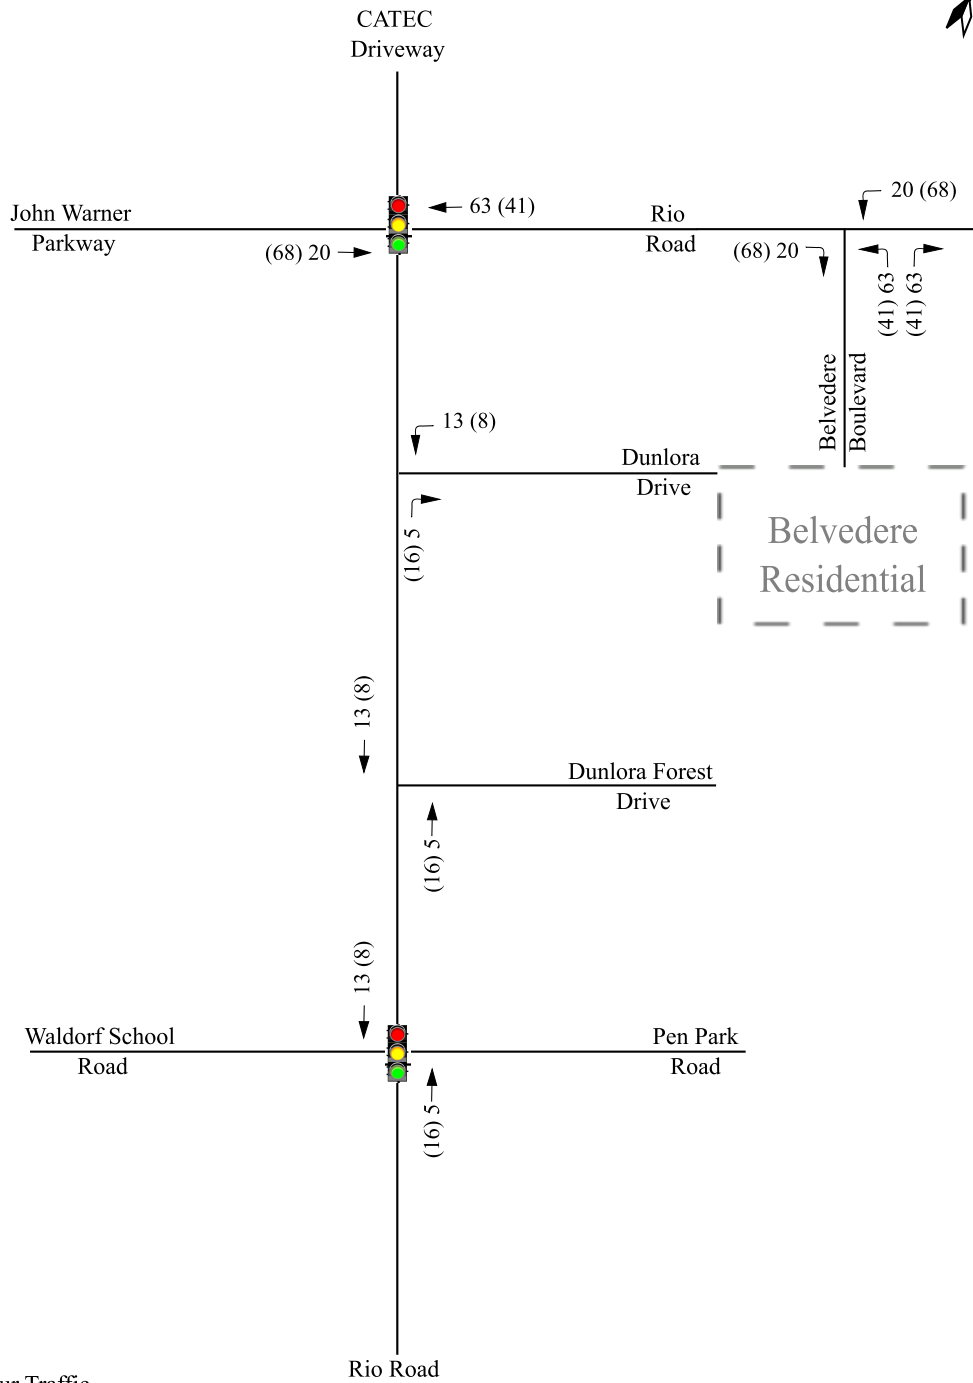 CATEC
Driveway
John Warner
Parkway
63 (41)
(68) 20
Rio
Road
20 (68)
(68) 20
(41) 63
(41) 63
Belvedere
Boulevard
13 (8)
Dunlora
Drive
(16) 5
Belvedere
Residential
13 (8)
Dunlora Forest
Drive
(16) 5
13 (8)
Waldorf School
Road
Pen Park
Road
(16) 5
Rio Road
Traffic